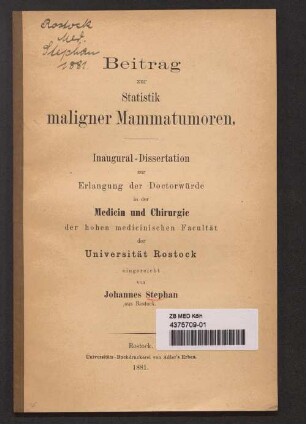 Rostock
Med.
Stephan
1881
Beitrag
zur
Statistik
maligner Mammatumoren.
Inaugural-Dissertation
zur
Erlangung der Doctorwürde
in der
Medicin und Chirurgie
der hohen medicinischen Facultät
der
Universität Rostock
eingereicht
von
Johannes Stephan
aus Rostock.
ZB MED Köln
4376709-01
Rostock.
Universitäts-Buchdruckerei von Adler's Erben.
1881.